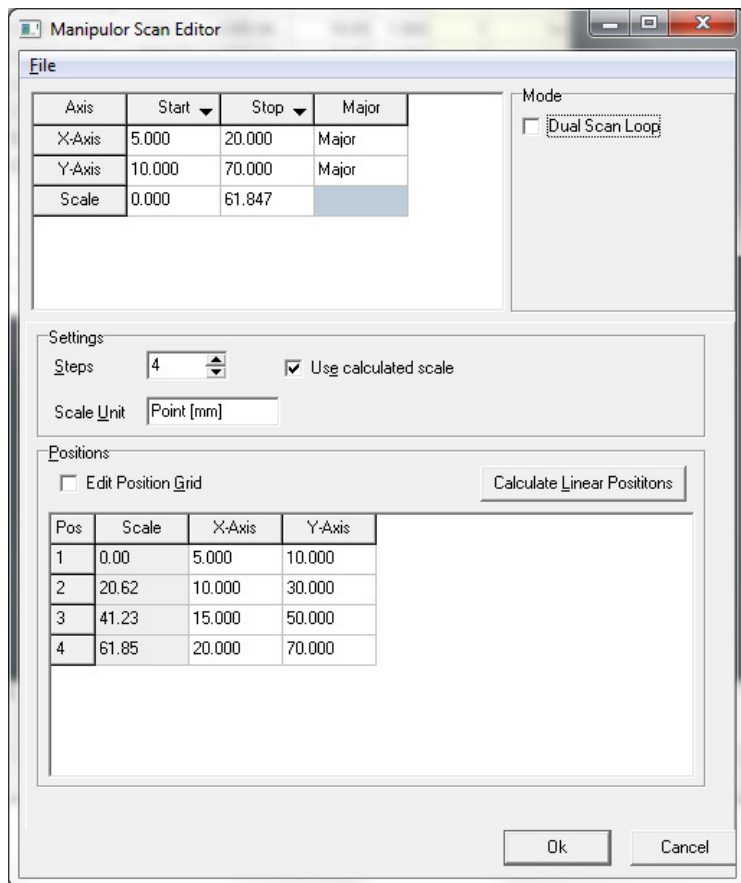 Manipulor Scan Editor
File
Axis Start Stop Major
X-Axis 5.000 20.000 Major
Y-Axis 10.000 70.000 Major
Scale 0.000 61.847
Mode
Dual Scan Loop
Settings
Steps 4 Use calculated scale
Scale Unit Point [mm]
Positions
Edit Position Grid Calculate Linear Posititons
Pos Scale X-Axis Y-Axis
1 0.00 5.000 10.000
2 20.62 10.000 30.000
3 41.23 15.000 50.000
4 61.85 20.000 70.000
Ok Cancel